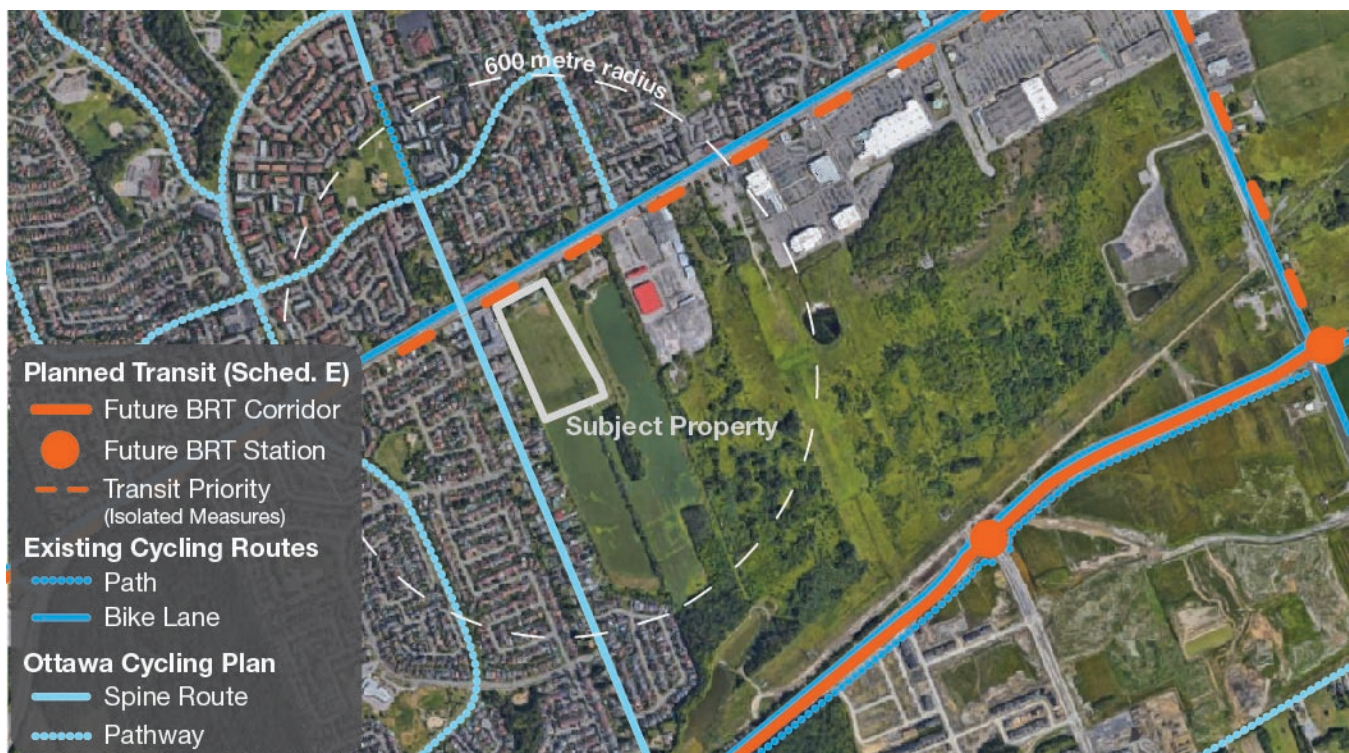 600 metre radius
Subject Property
Planned Transit (Sched. E)
Future BRT Corridor
Future BRT Station
Transit Priority
(Isolated Measures)
Existing Cycling Routes
Path
Bike Lane
Ottawa Cycling Plan
Spine Route
Pathway